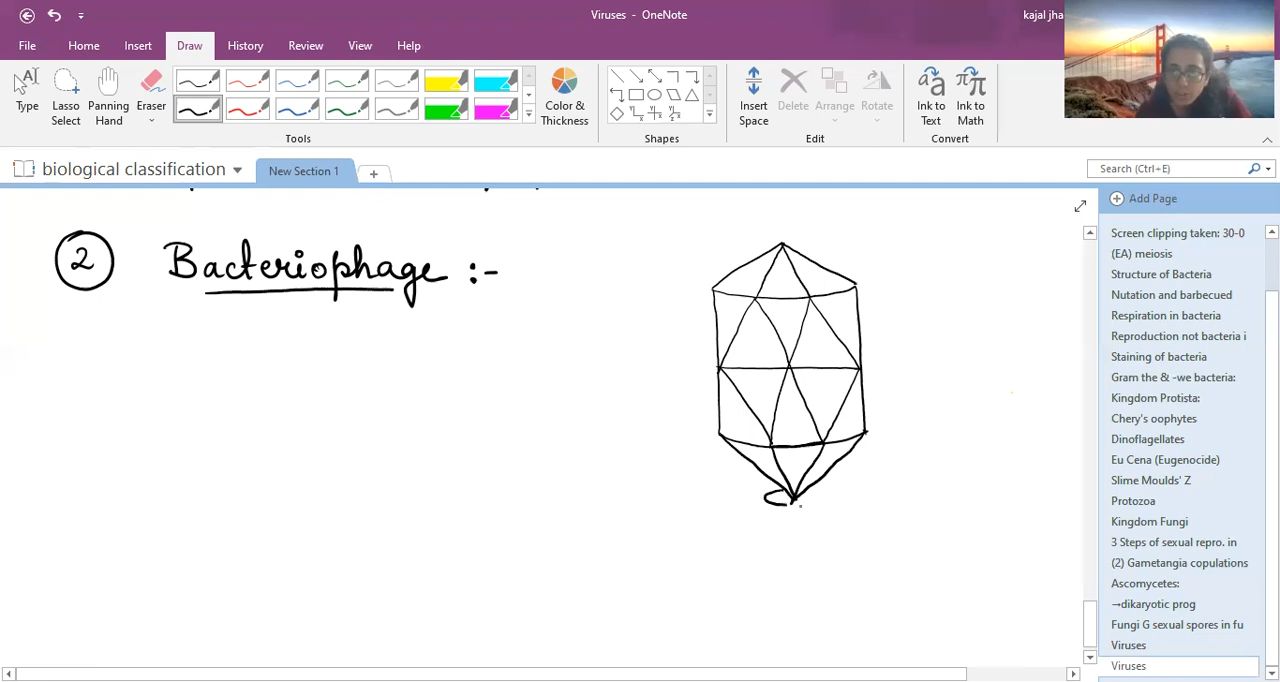 Viruses - OneNote
kajal jha
File Home Insert Draw History Review View Help
Type
Lasso Select
Panning Hand
Eraser
Color & Thickness
Insert Space
Delete
Arrange
Rotate
Ink to Text
Ink to Math
Tools
Shapes
Edit
Convert
biological classification
New Section 1
Search (Ctrl+E)
2 Bacteriophage :-
Add Page
Screen clipping taken: 30-0
(EA) meiosis
Structure of Bacteria
Nutation and barbecued
Respiration in bacteria
Reproduction not bacteria i
Staining of bacteria
Gram the & -we bacteria:
Kingdom Protista:
Chery's oophytes
Dinoflagellates
Eu Cena (Eugenocide)
Slime Moulds' Z
Protozoa
Kingdom Fungi
3 Steps of sexual repro. in
(2) Gametangia copulations
Ascomycetes:
→dikaryotic prog
Fungi G sexual spores in fu
Viruses
Viruses